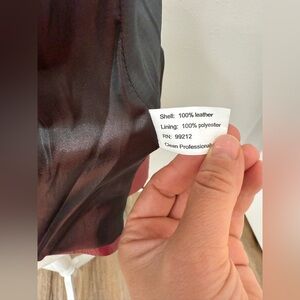 Shell: 100% leather
Lining: 100% polyester
RN: 99212
Clean Professionally